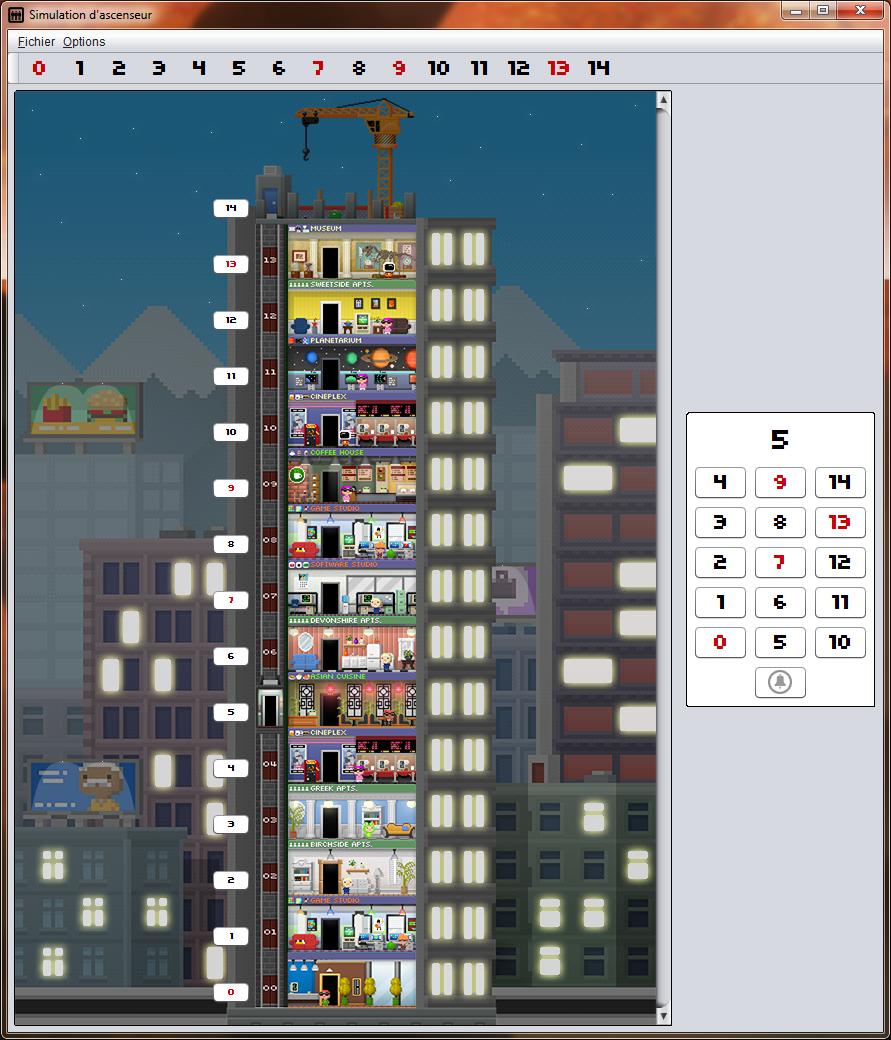 Simulation d'ascenseur
Fichier Options
0 1 2 3 4 5 6 7 8 9 10 11 12 13 14
14
MUSEUM
13 13
SWEETSIDE APTS.
12 12
PLANETARIUM
11 11
CINEPLEX
10 10
COFFEE HOUSE
9 09
GAME STUDIO
8 08
SOFTWARE STUDIO
7 07
DEVONSHIRE APTS.
6 06
ASIAN CUISINE
5
CINEPLEX
4 04
GREEK APTS.
3 03
BIRCHSIDE APTS.
2 02
GAME STUDIO
1 01
0 00
5
4 9 14
3 8 13
2 7 12
1 6 11
0 5 10